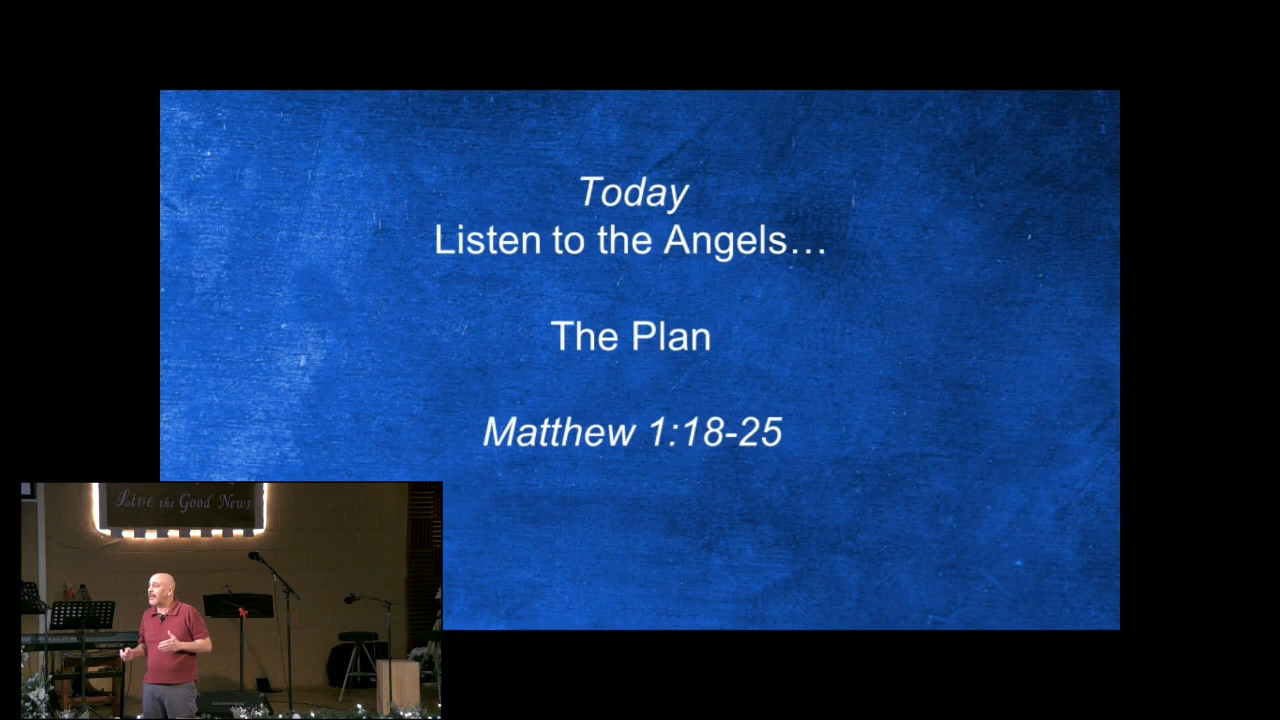 Today
Listen to the Angels…
The Plan
Matthew 1:18-25
Live the Good News